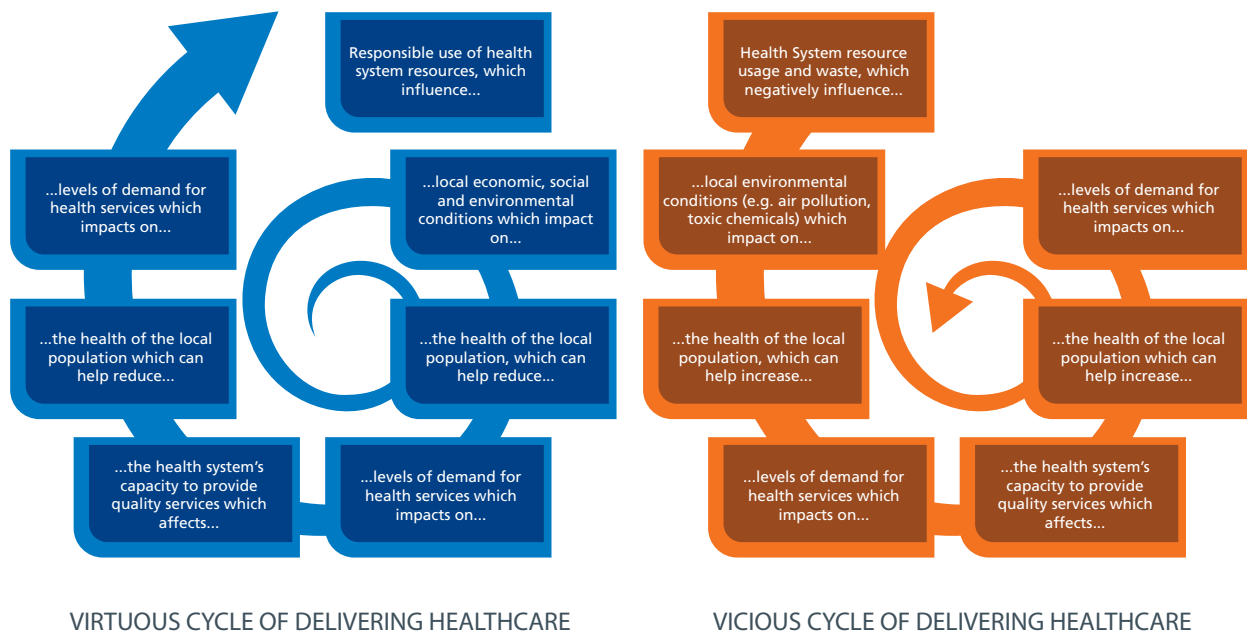 Responsible use of health
system resources, which
influence...
...local economic, social
and environmental
conditions which impact
on...
...the health of the local
population, which can
help reduce...
...levels of demand for
health services which
impacts on...
...the health system’s
capacity to provide
quality services which
affects...
...the health of the local
population which can
help reduce...
...levels of demand for
health services which
impacts on...
VIRTUOUS CYCLE OF DELIVERING HEALTHCARE
Health System resource
usage and waste, which
negatively influence...
...local environmental
conditions (e.g. air pollution,
toxic chemicals) which
impact on...
...the health of the local
population, which can
help increase...
...levels of demand for
health services which
impacts on...
...the health system’s
capacity to provide
quality services which
affects...
...the health of the local
population which can
help increase...
...levels of demand for
health services which
impacts on...
VICIOUS CYCLE OF DELIVERING HEALTHCARE